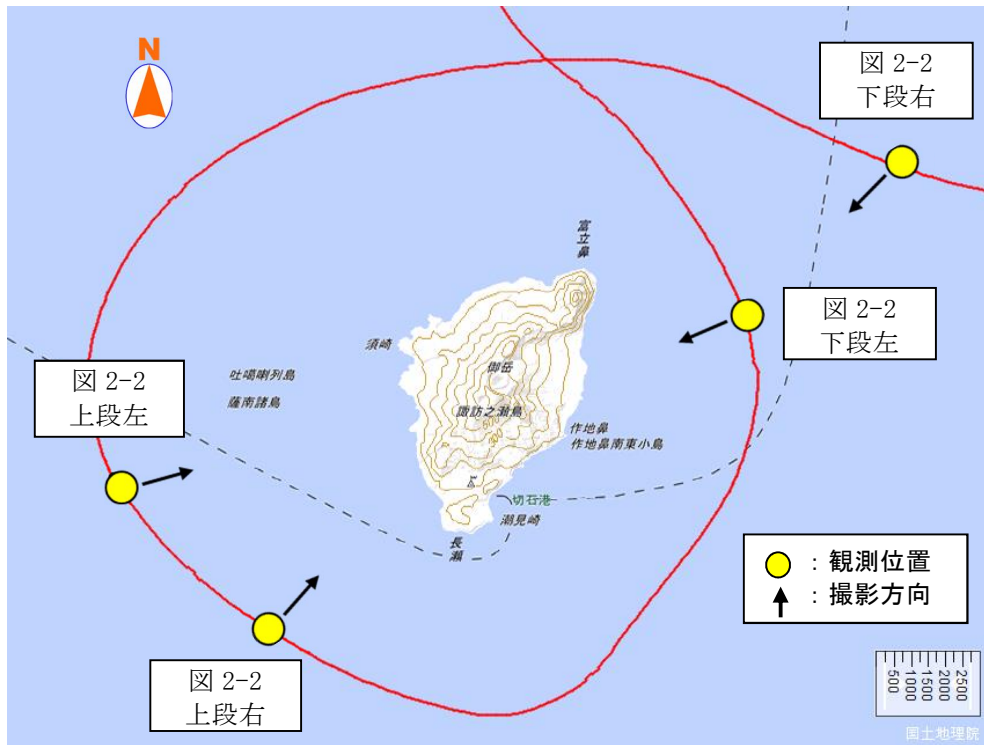 N
図 2-2
下段右
富立鼻
図 2-2
下段左
須崎
御岳
吐噶喇列島
薩南諸島
図 2-2
上段左
諏訪之瀬島
作地鼻
作地鼻南東小島
切石港
潮見崎
長瀬
：観測位置
：撮影方向
図 2-2
上段右
500
1000
1500
2000
2500
国土地理院